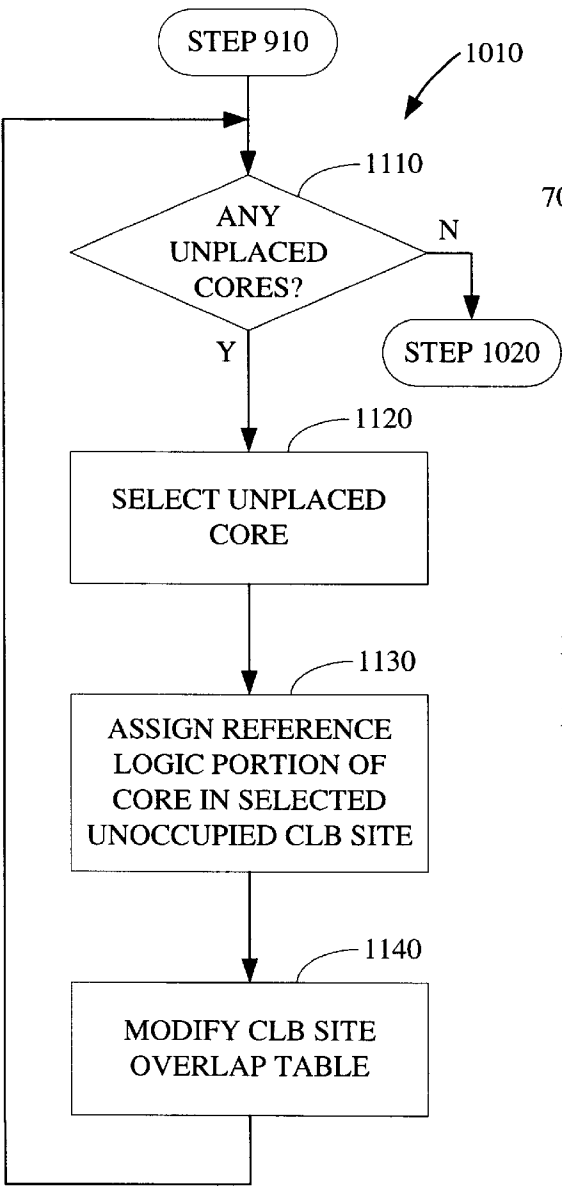 STEP 910
1010
1110
70
ANY
UNPLACED
CORES?
N
STEP 1020
Y
1120
SELECT UNPLACED
CORE
1130
ASSIGN REFERENCE
LOGIC PORTION OF
CORE IN SELECTED
UNOCCUPIED CLB SITE
1140
MODIFY CLB SITE
OVERLAP TABLE